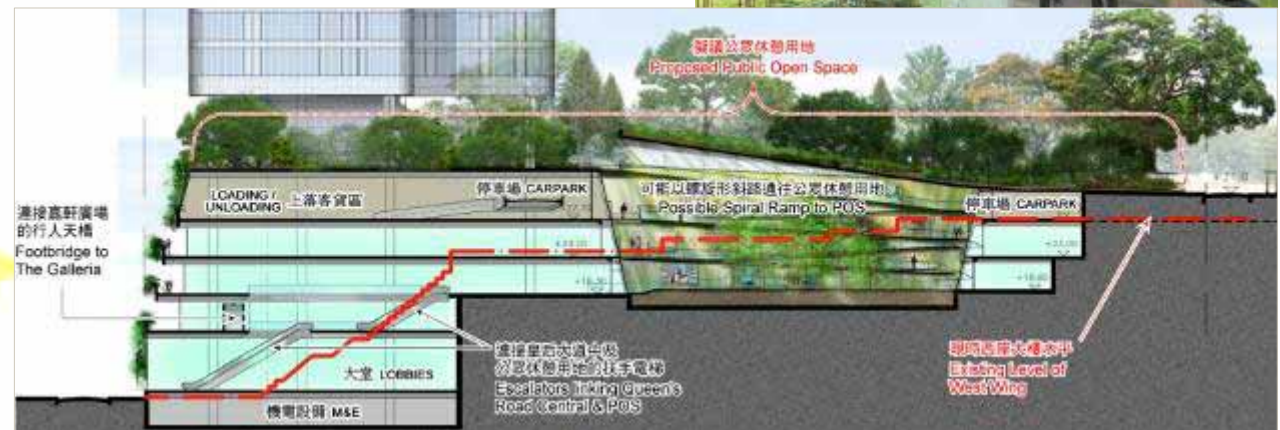 擬議公眾休憩用地
Proposed Public Open Space
LOADING /
UNLOADING 上落客貨區
停車場 CARPARK
可能以螺旋形斜路通往公眾休憩用地
Possible Spiral Ramp to POS
停車場 CARPARK
連接嘉軒廣場
的行人天橋
Footbridge to
The Galleria
大堂 LOBBIES
機電設備 M&E
連接皇后大道中及
公眾休憩用地的扶手電梯
Escalators linking Queen's
Road Central & POS
現時西座大樓水平
Existing Level of
West Wing